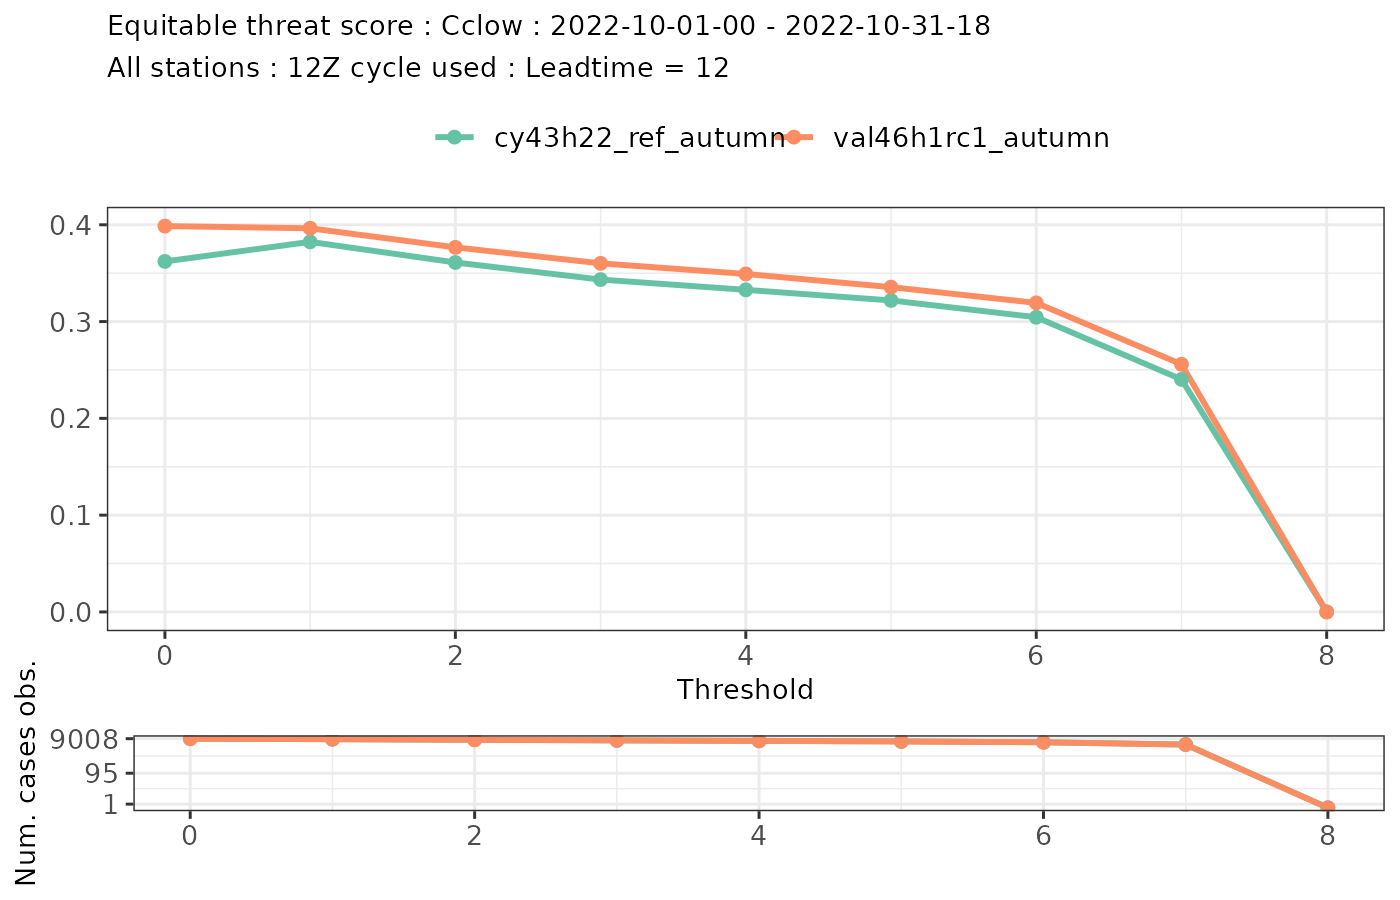 Equitable threat score : Cclow : 2022-10-01-00 - 2022-10-31-18
All stations : 12Z cycle used : Leadtime = 12
cy43h22_ref_autumn val46h1rc1_autumn
0.4
0.3
0.2
0.1
0.0
0 2 4 6 8
Threshold
Num. cases obs.
9008
95
1
0 2 4 6 8